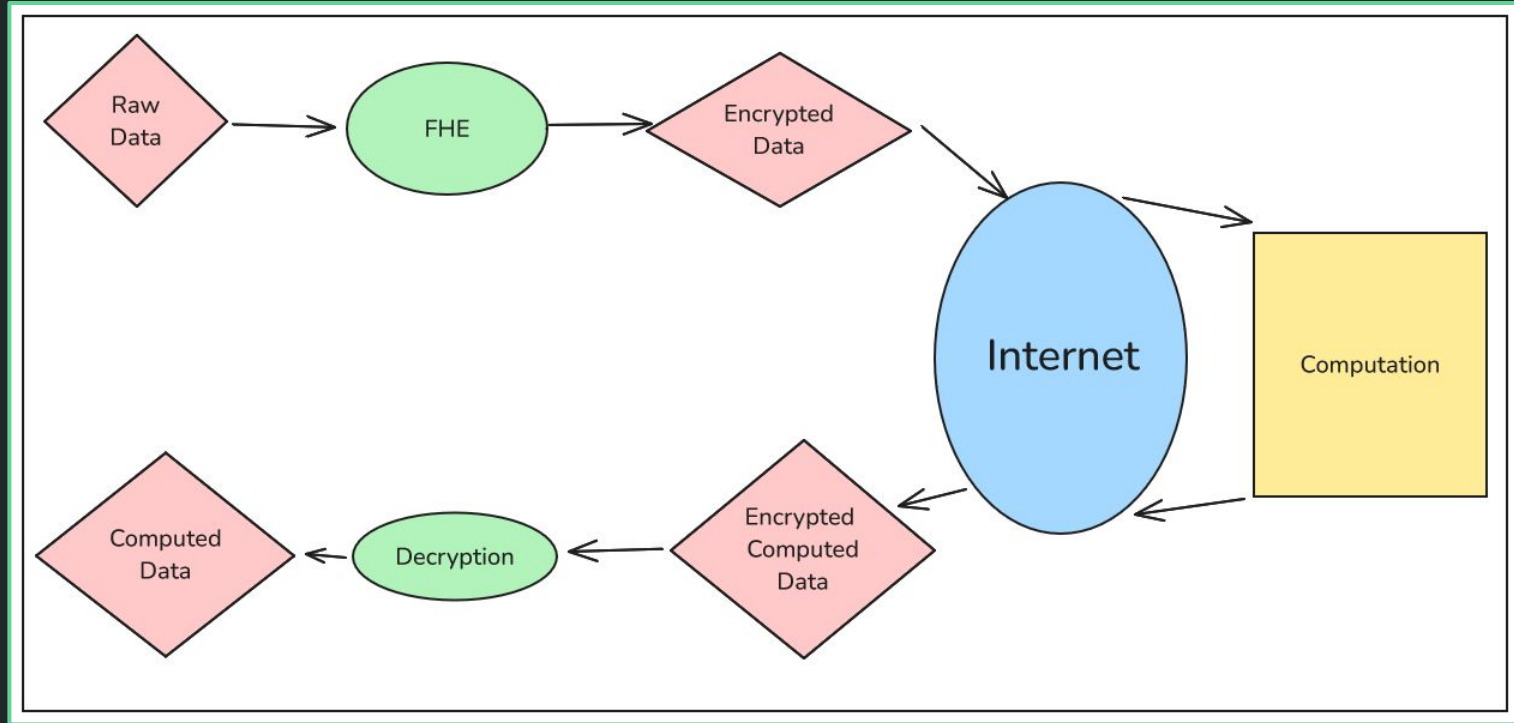 Raw
Data
FHE
Encrypted
Data
Internet
Computation
Encrypted
Computed
Data
Decryption
Computed
Data